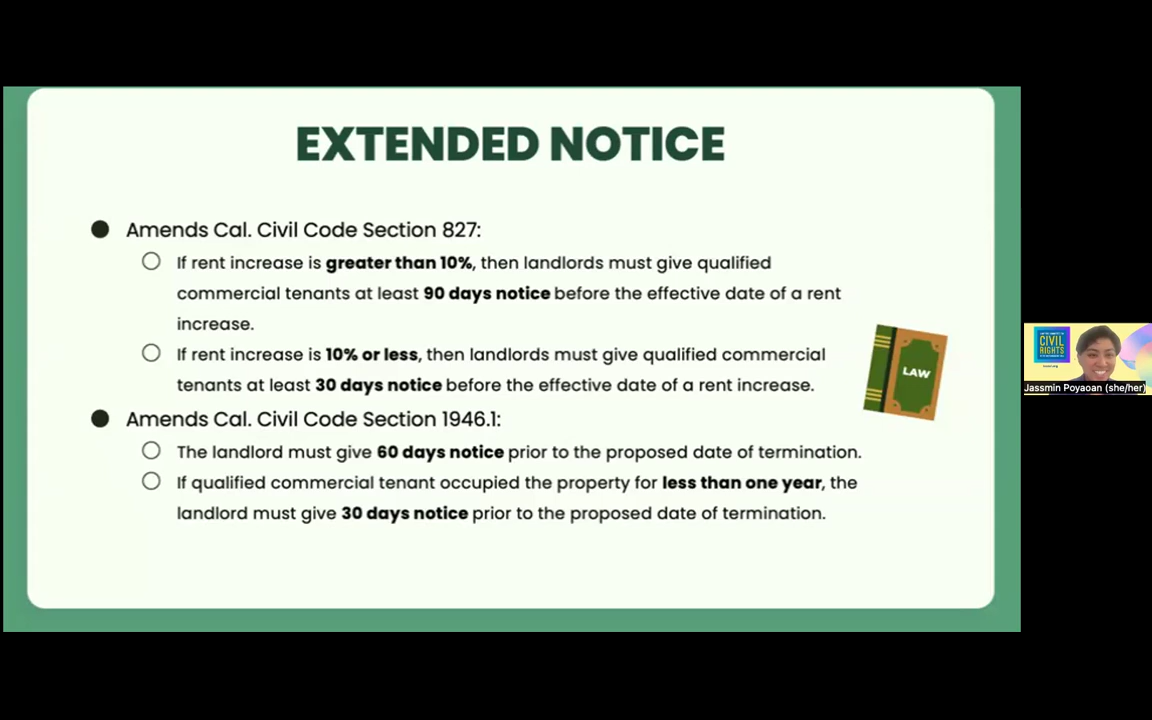 EXTENDED NOTICE
Amends Cal. Civil Code Section 827:
If rent increase is greater than 10%, then landlords must give qualified
commercial tenants at least 90 days notice before the effective date of a rent
increase.
If rent increase is 10% or less, then landlords must give qualified commercial
tenants at least 30 days notice before the effective date of a rent increase.
LAW
Amends Cal. Civil Code Section 1946.1:
The landlord must give 60 days notice prior to the proposed date of termination.
If qualified commercial tenant occupied the property for less than one year, the
landlord must give 30 days notice prior to the proposed date of termination.
CIVIL
RIGHTS
Jassmin Poyaoan (she/her)